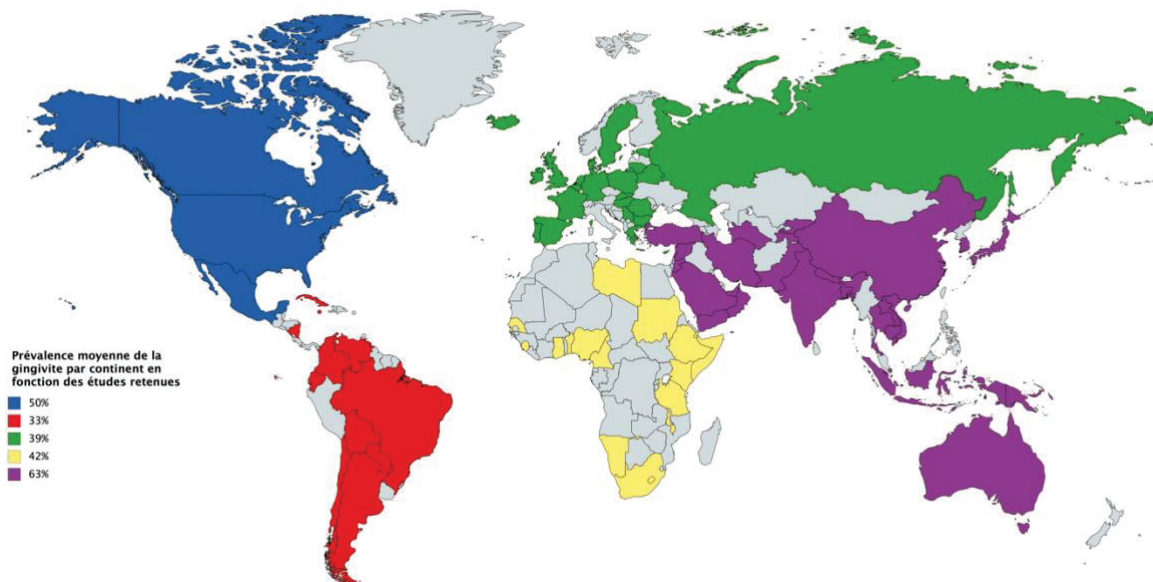 Prévalence moyenne de la
gingivite par continent en
fonction des études retenues
50%
33%
39%
42%
63%